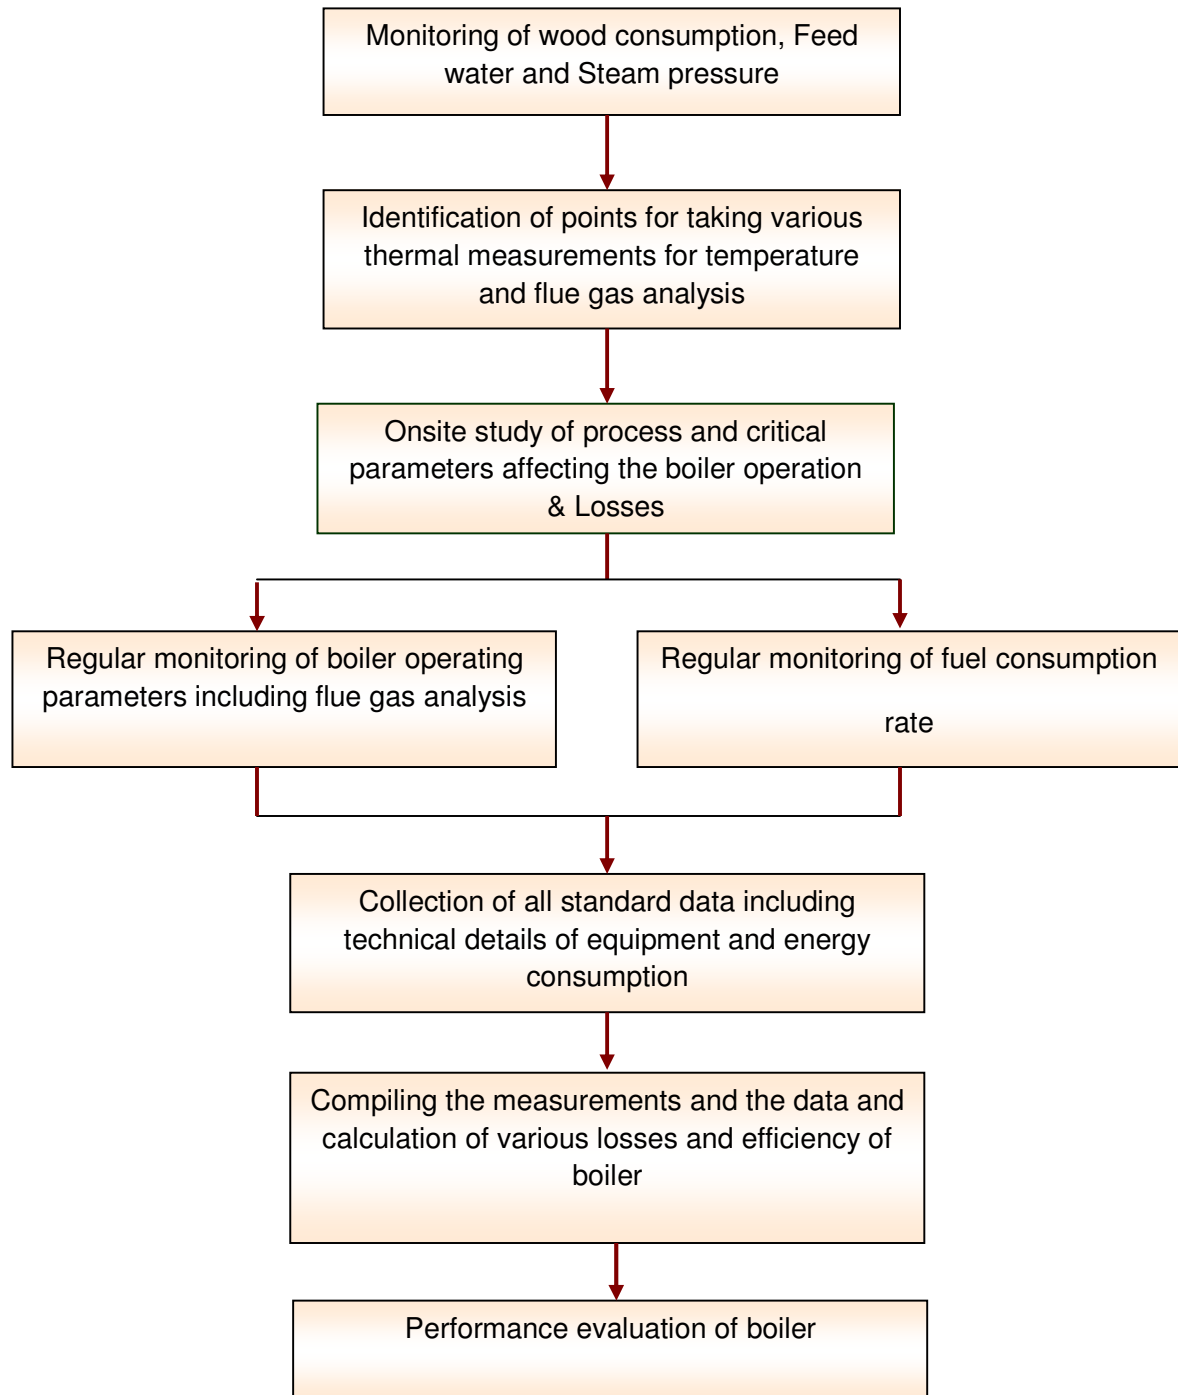 Monitoring of wood consumption, Feed
water and Steam pressure
Identification of points for taking various
thermal measurements for temperature
and flue gas analysis
Onsite study of process and critical
parameters affecting the boiler operation
& Losses
Regular monitoring of boiler operating
parameters including flue gas analysis
Regular monitoring of fuel consumption
rate
Collection of all standard data including
technical details of equipment and energy
consumption
Compiling the measurements and the data and
calculation of various losses and efficiency of
boiler
Performance evaluation of boiler